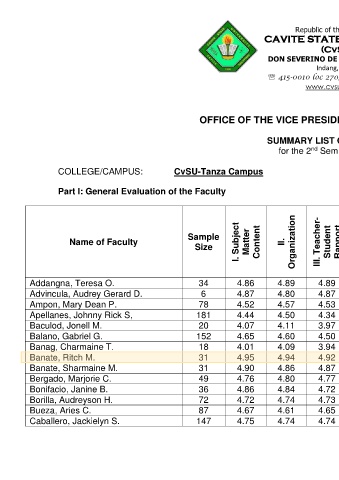 Republic of th
CAVITE STATE
(CvS
DON SEVERINO DE
Indang,
☏ 415-0010 loc 270,
www.cvs
OFFICE OF THE VICE PRESID
SUMMARY LIST O
for the 2nd Sem
COLLEGE/CAMPUS: CvSU-Tanza Campus
Part I: General Evaluation of the Faculty
Name of Faculty Sample Size I. Subject Matter Content II. Organization III. Teacher-Student Rapport
Addangna, Teresa O. 34 4.86 4.89 4.89
Advincula, Audrey Gerard D. 6 4.87 4.80 4.87
Ampon, Mary Dean P. 78 4.52 4.57 4.53
Apellanes, Johnny Rick S, 181 4.44 4.50 4.34
Baculod, Jonell M. 20 4.07 4.11 3.97
Balano, Gabriel G. 152 4.65 4.60 4.50
Banag, Charmaine T. 18 4.01 4.09 3.94
Banate, Ritch M. 31 4.95 4.94 4.92
Banate, Sharmaine M. 31 4.90 4.86 4.87
Bergado, Marjorie C. 49 4.76 4.80 4.77
Bonifacio, Janine B. 36 4.86 4.84 4.72
Borilla, Audreyson H. 72 4.72 4.74 4.73
Bueza, Aries C. 87 4.67 4.61 4.65
Caballero, Jackielyn S. 147 4.75 4.74 4.74